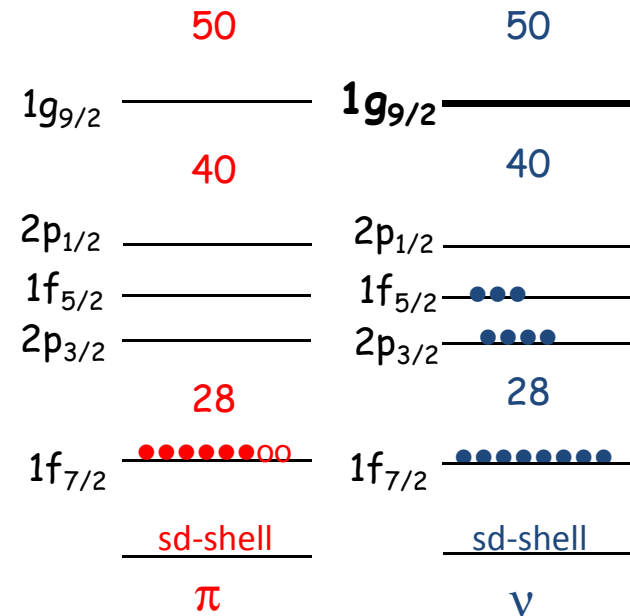 50 50
1g9/2 1g9/2
40 40
2p1/2 2p1/2
1f5/2 1f5/2
2p3/2 2p3/2
28 28
1f7/2 oo 1f7/2
sd-shell sd-shell
π ν